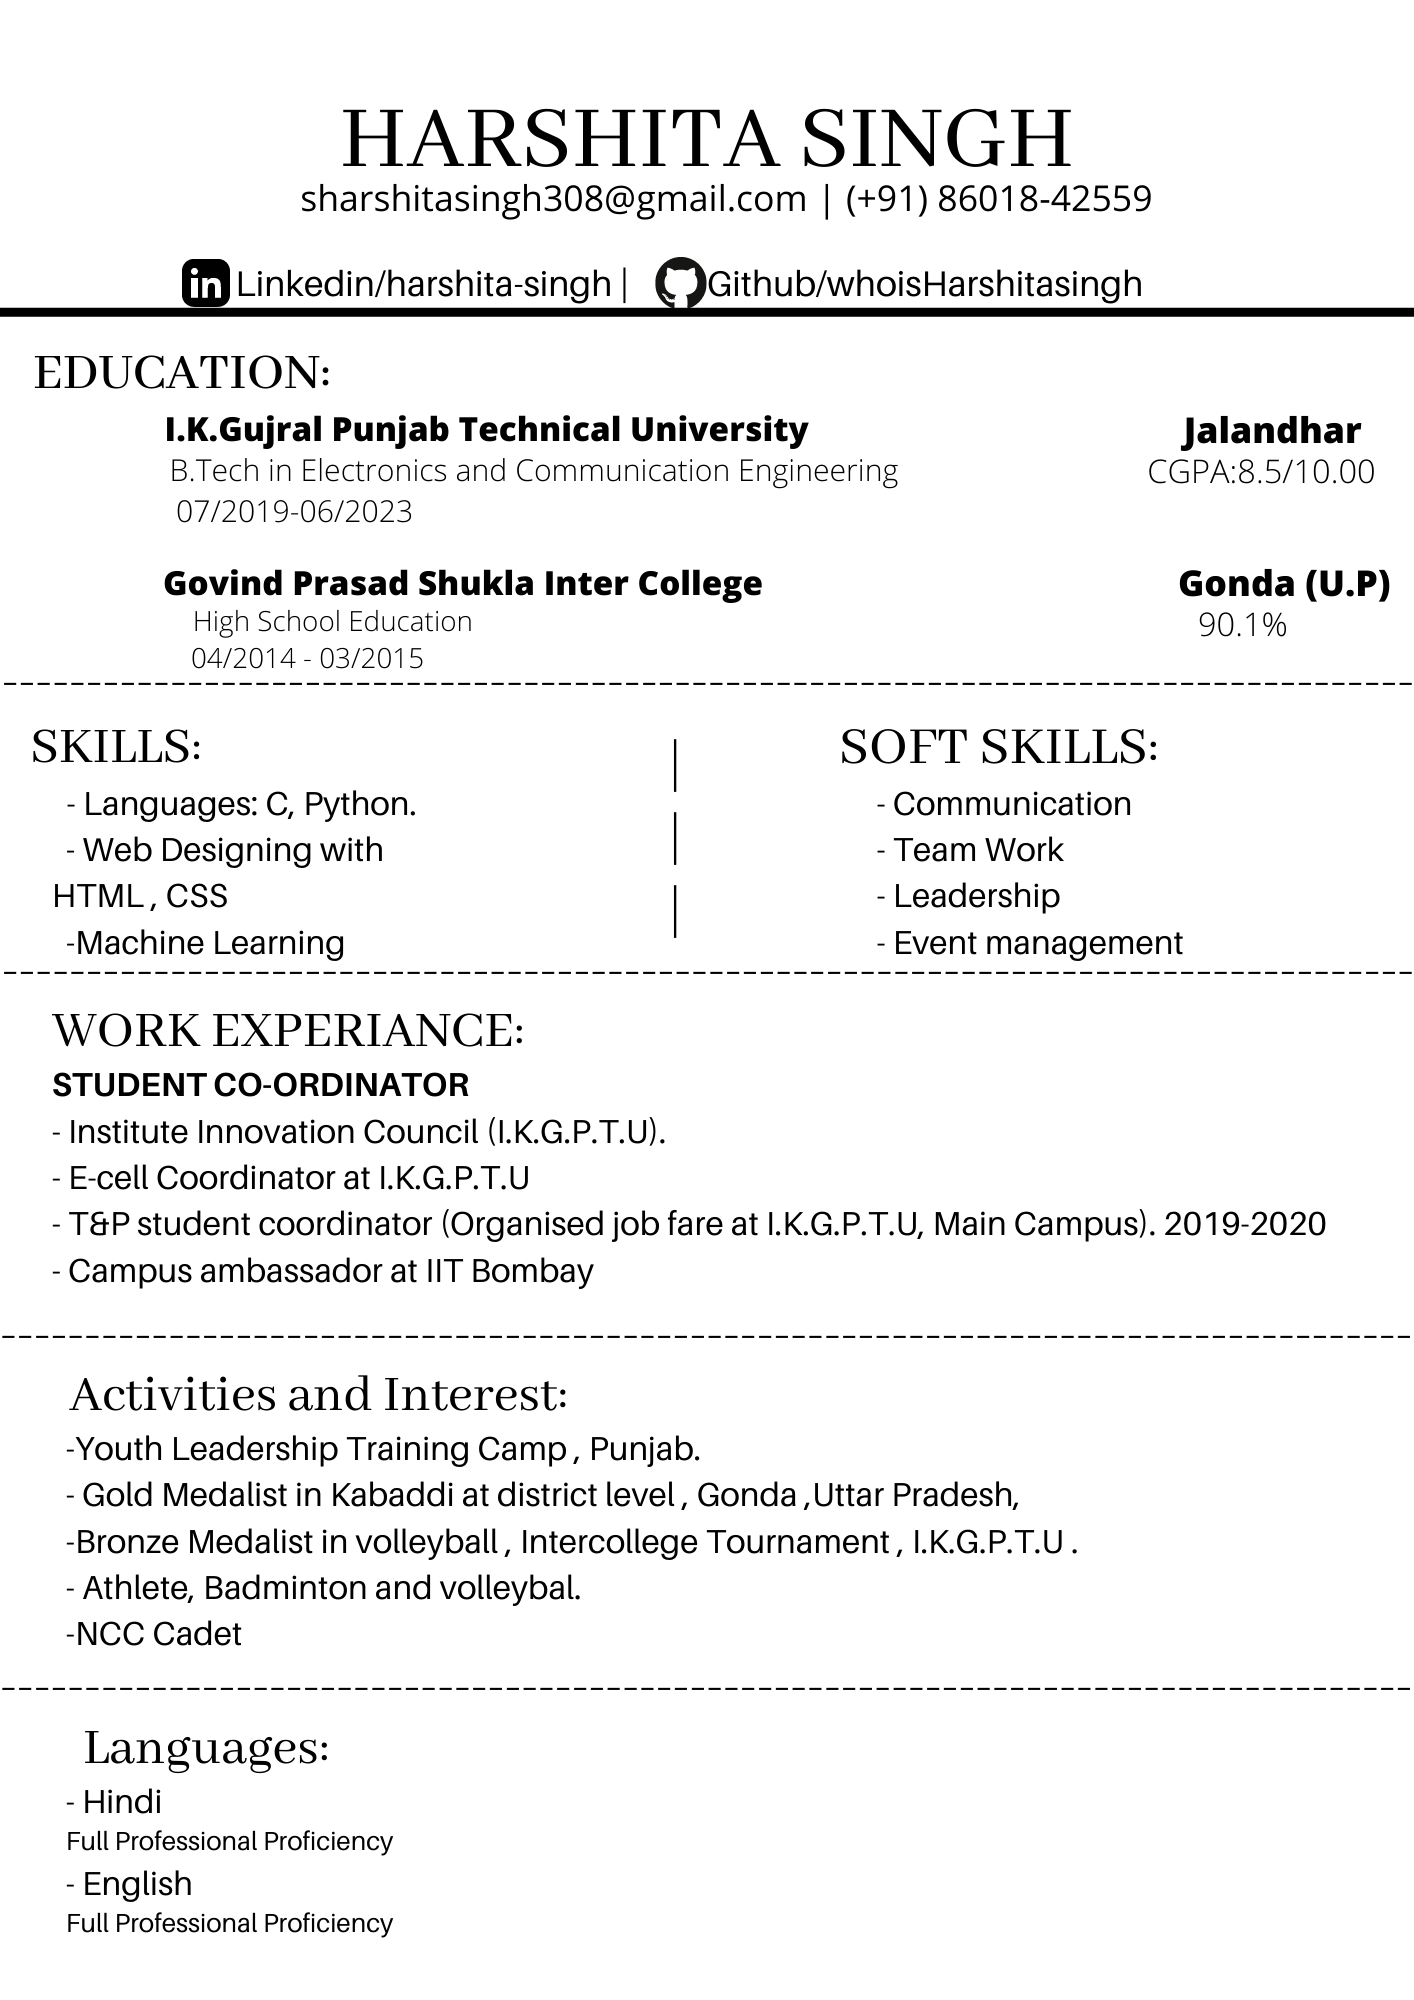 HARSHITA SINGH
sharshitasingh308@gmail.com | (+91) 86018-42559
in Linkedin/harshita-singh | Github/whoisHarshitasingh
EDUCATION:
I.K.Gujral Punjab Technical University Jalandhar
B.Tech in Electronics and Communication Engineering CGPA:8.5/10.00
07/2019-06/2023
Govind Prasad Shukla Inter College Gonda (U.P)
High School Education 90.1%
04/2014 - 03/2015
SKILLS:
- Languages: C, Python.
- Web Designing with
HTML , CSS
-Machine Learning
SOFT SKILLS:
- Communication
- Team Work
- Leadership
- Event management
WORK EXPERIANCE:
STUDENT CO-ORDINATOR
- Institute Innovation Council (I.K.G.P.T.U).
- E-cell Coordinator at I.K.G.P.T.U
- T&P student coordinator (Organised job fare at I.K.G.P.T.U, Main Campus). 2019-2020
- Campus ambassador at IIT Bombay
Activities and Interest:
-Youth Leadership Training Camp , Punjab.
- Gold Medalist in Kabaddi at district level , Gonda ,Uttar Pradesh,
-Bronze Medalist in volleyball , Intercollege Tournament , I.K.G.P.T.U .
- Athlete, Badminton and volleybal.
-NCC Cadet
Languages:
- Hindi
Full Professional Proficiency
- English
Full Professional Proficiency